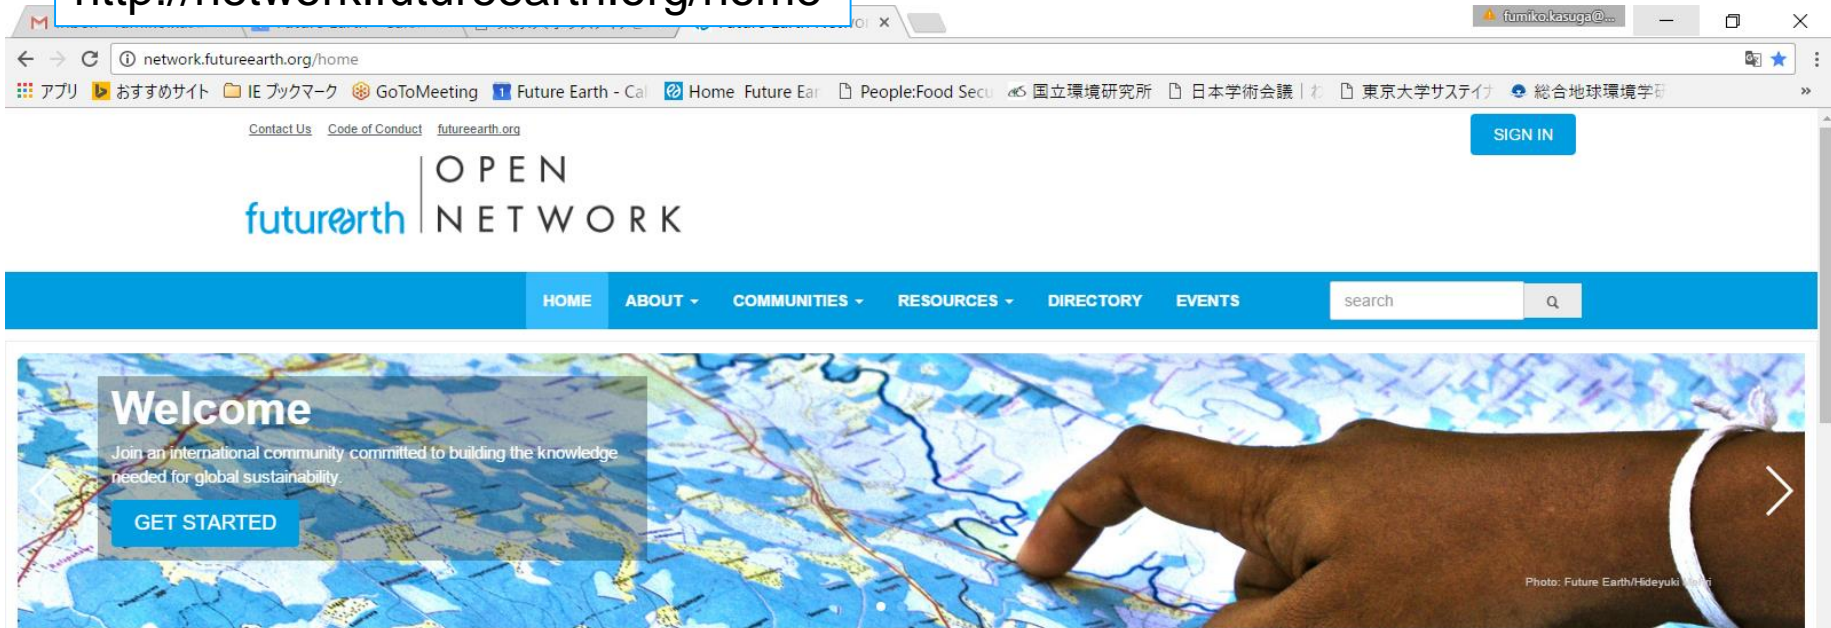 http://network.futureearth.org/home
fumiko.kasuga@...
network.futureearth.org/home
アプリ おすすめサイト IE ブックマーク GoToMeeting Future Earth - Cal Home Future Ear People:Food Secu 国立環境研究所 日本学術会議 | わ 東京大学サステイナ 総合地球環境学研 »
Contact Us Code of Conduct futureearth.org
SIGN IN
OPEN
futurearth NETWORK
HOME ABOUT COMMUNITIES RESOURCES DIRECTORY EVENTS search
Welcome
Join an international community committed to building the knowledge
needed for global sustainability.
GET STARTED
Photo: Future Earth/Hideyuki